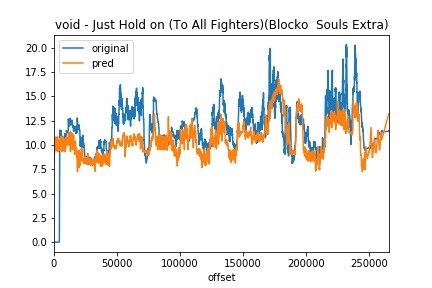 void - Just Hold on (To All Fighters)(Blocko  Souls Extra)
original
pred
20.0
17.5
15.0
12.5
10.0
7.5
5.0
2.5
0.0
0 50000 100000 150000 200000 250000
offset